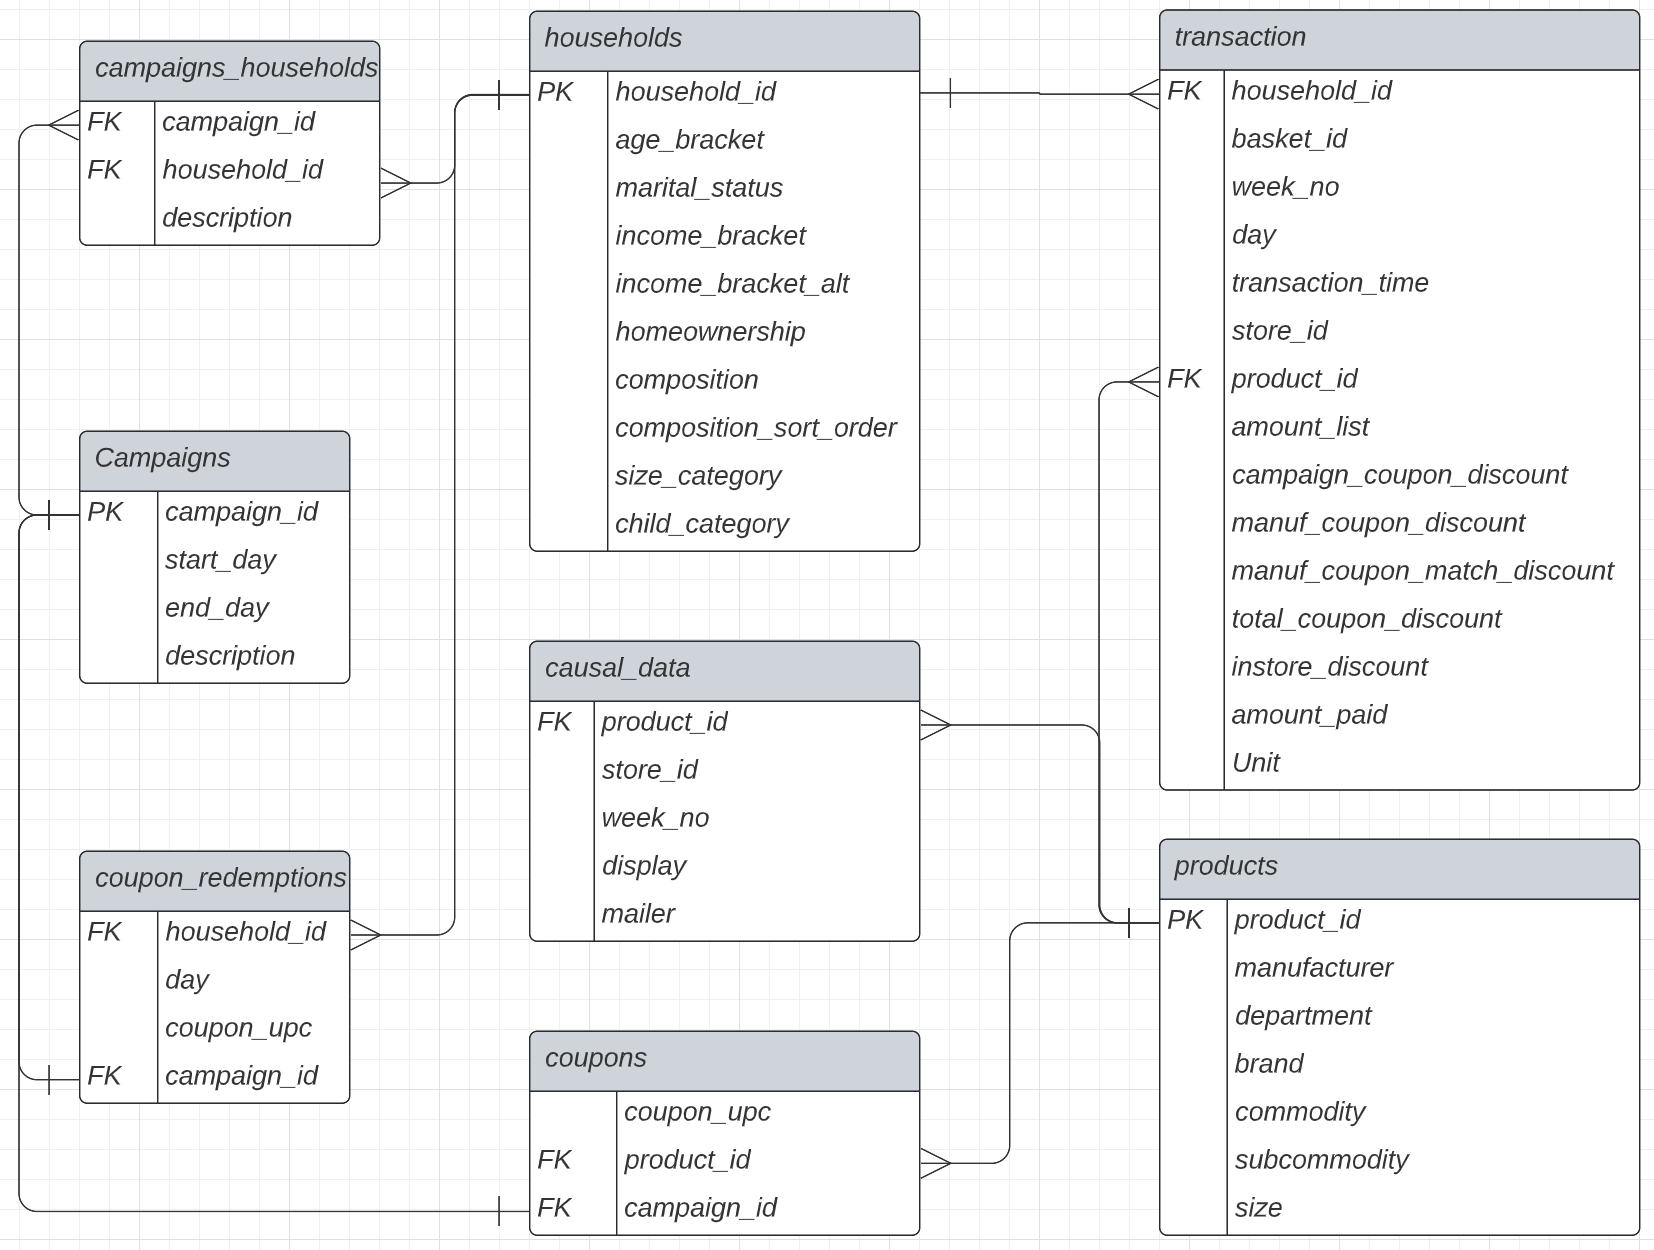 campaigns_households
FK campaign_id
FK household_id
description
Campaigns
PK campaign_id
start_day
end_day
description
coupon_redemptions
FK household_id
day
coupon_upc
FK campaign_id
households
PK household_id
age_bracket
marital_status
income_bracket
income_bracket_alt
homeownership
composition
composition_sort_order
size_category
child_category
causal_data
FK product_id
store_id
week_no
display
mailer
coupons
coupon_upc
FK product_id
FK campaign_id
transaction
FK household_id
basket_id
week_no
day
transaction_time
store_id
FK product_id
amount_list
campaign_coupon_discount
manuf_coupon_discount
manuf_coupon_match_discount
total_coupon_discount
instore_discount
amount_paid
Unit
products
PK product_id
manufacturer
department
brand
commodity
subcommodity
size